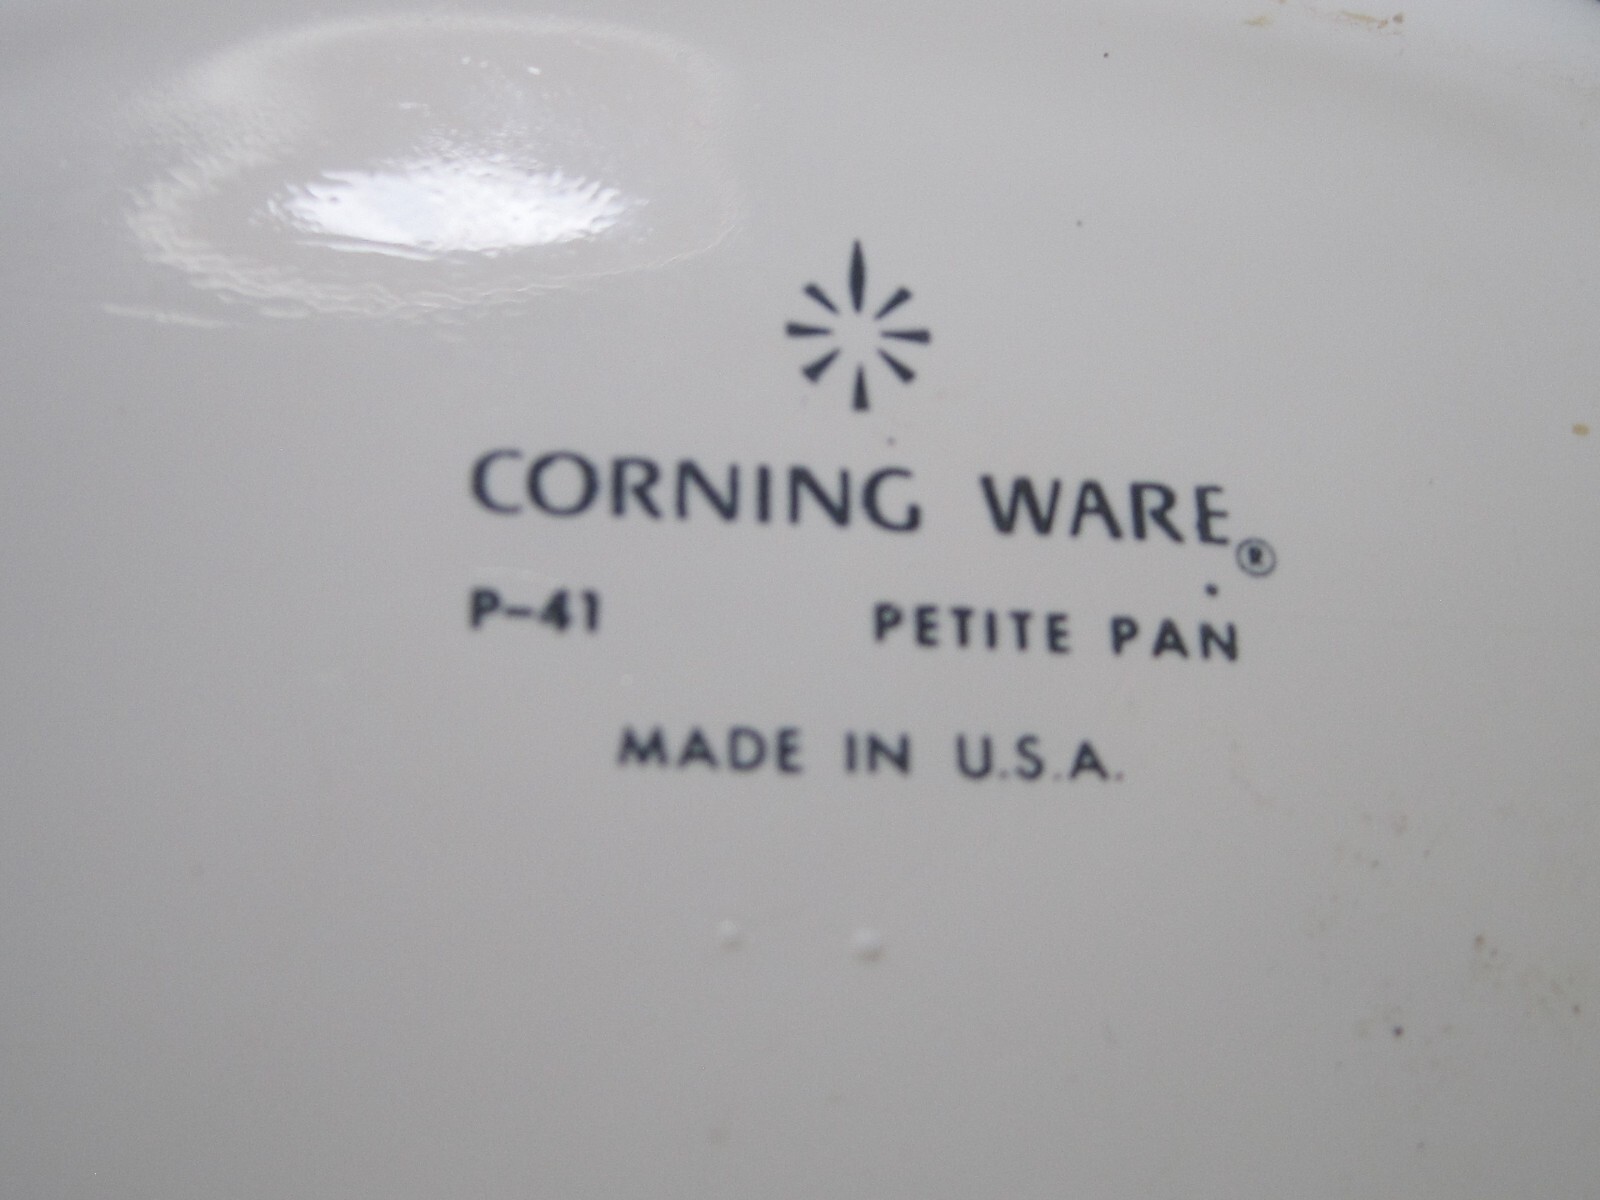 CORNING WARE®
P-41 PETITE PAN
MADE IN U.S.A.